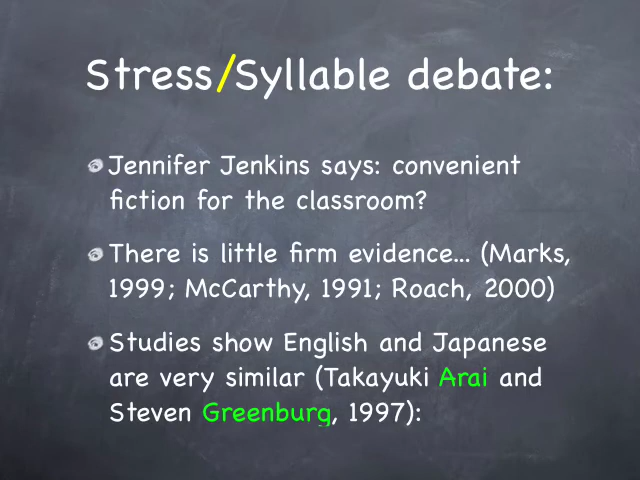 Stress/Syllable debate:
Jennifer Jenkins says: convenient
fiction for the classroom?
There is little firm evidence... (Marks,
1999; McCarthy, 1991; Roach, 2000)
Studies show English and Japanese
are very similar (Takayuki Arai and
Steven Greenburg, 1997):